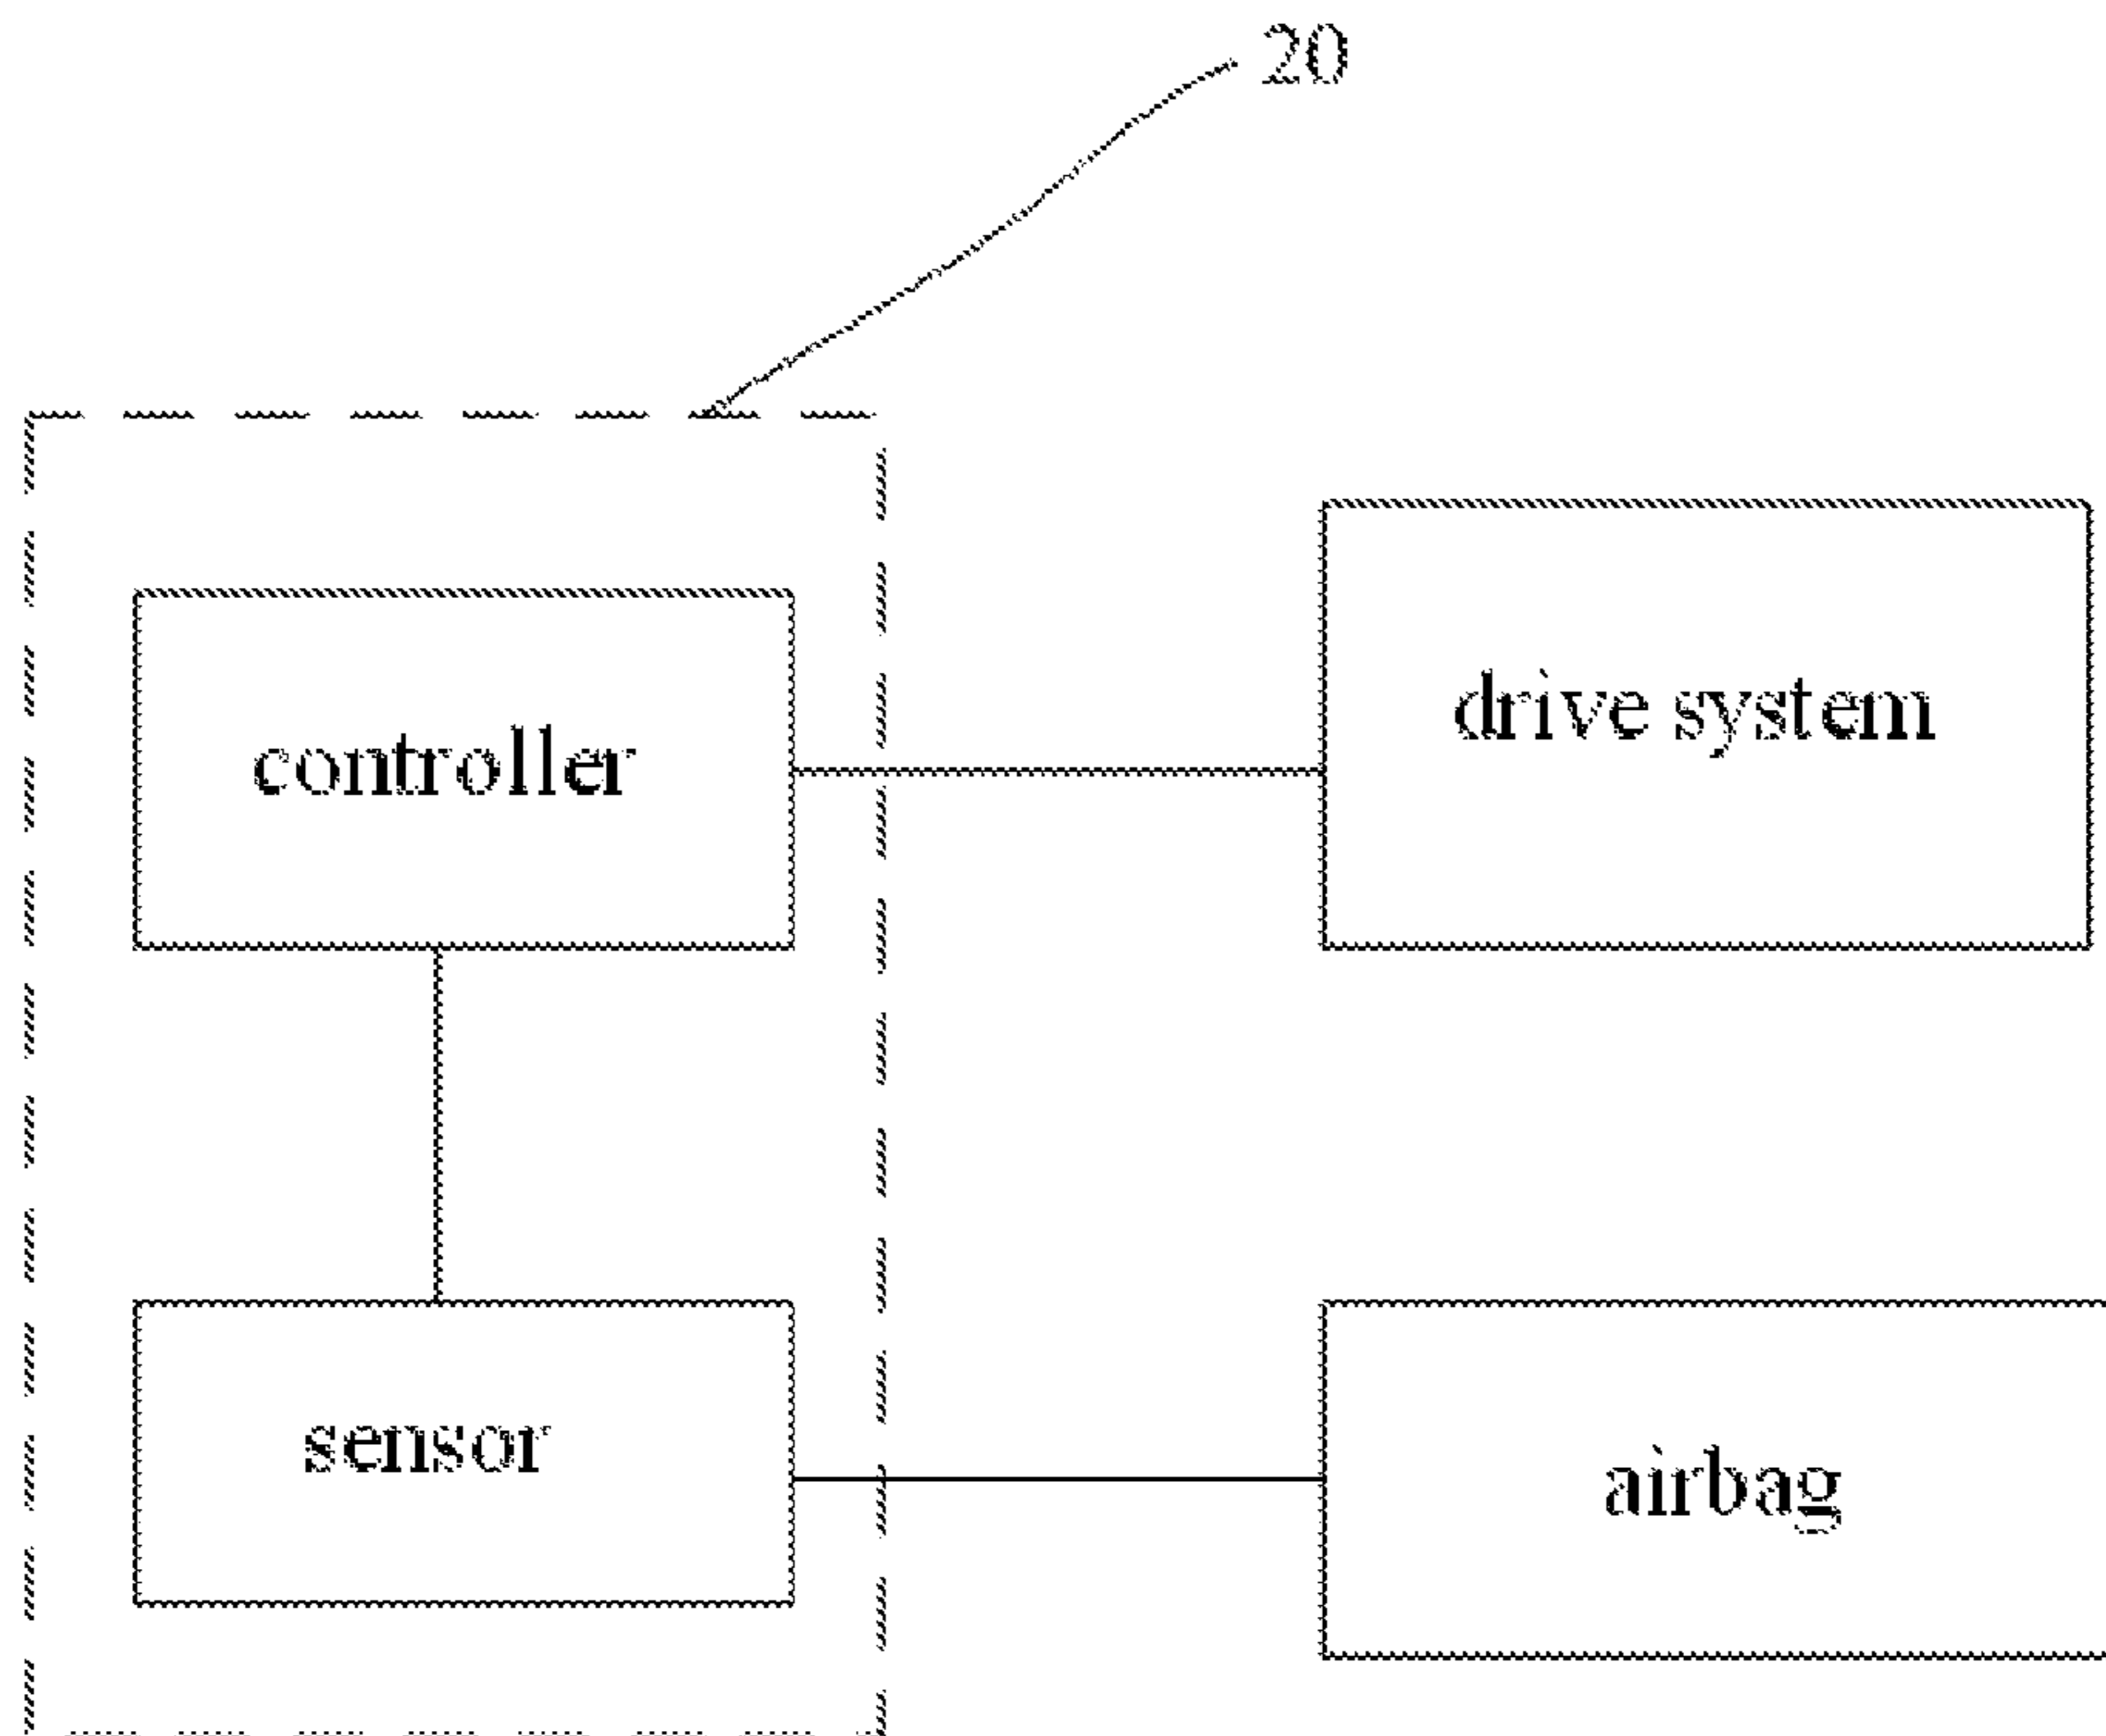 20
drive system
controller
sensor
airbag